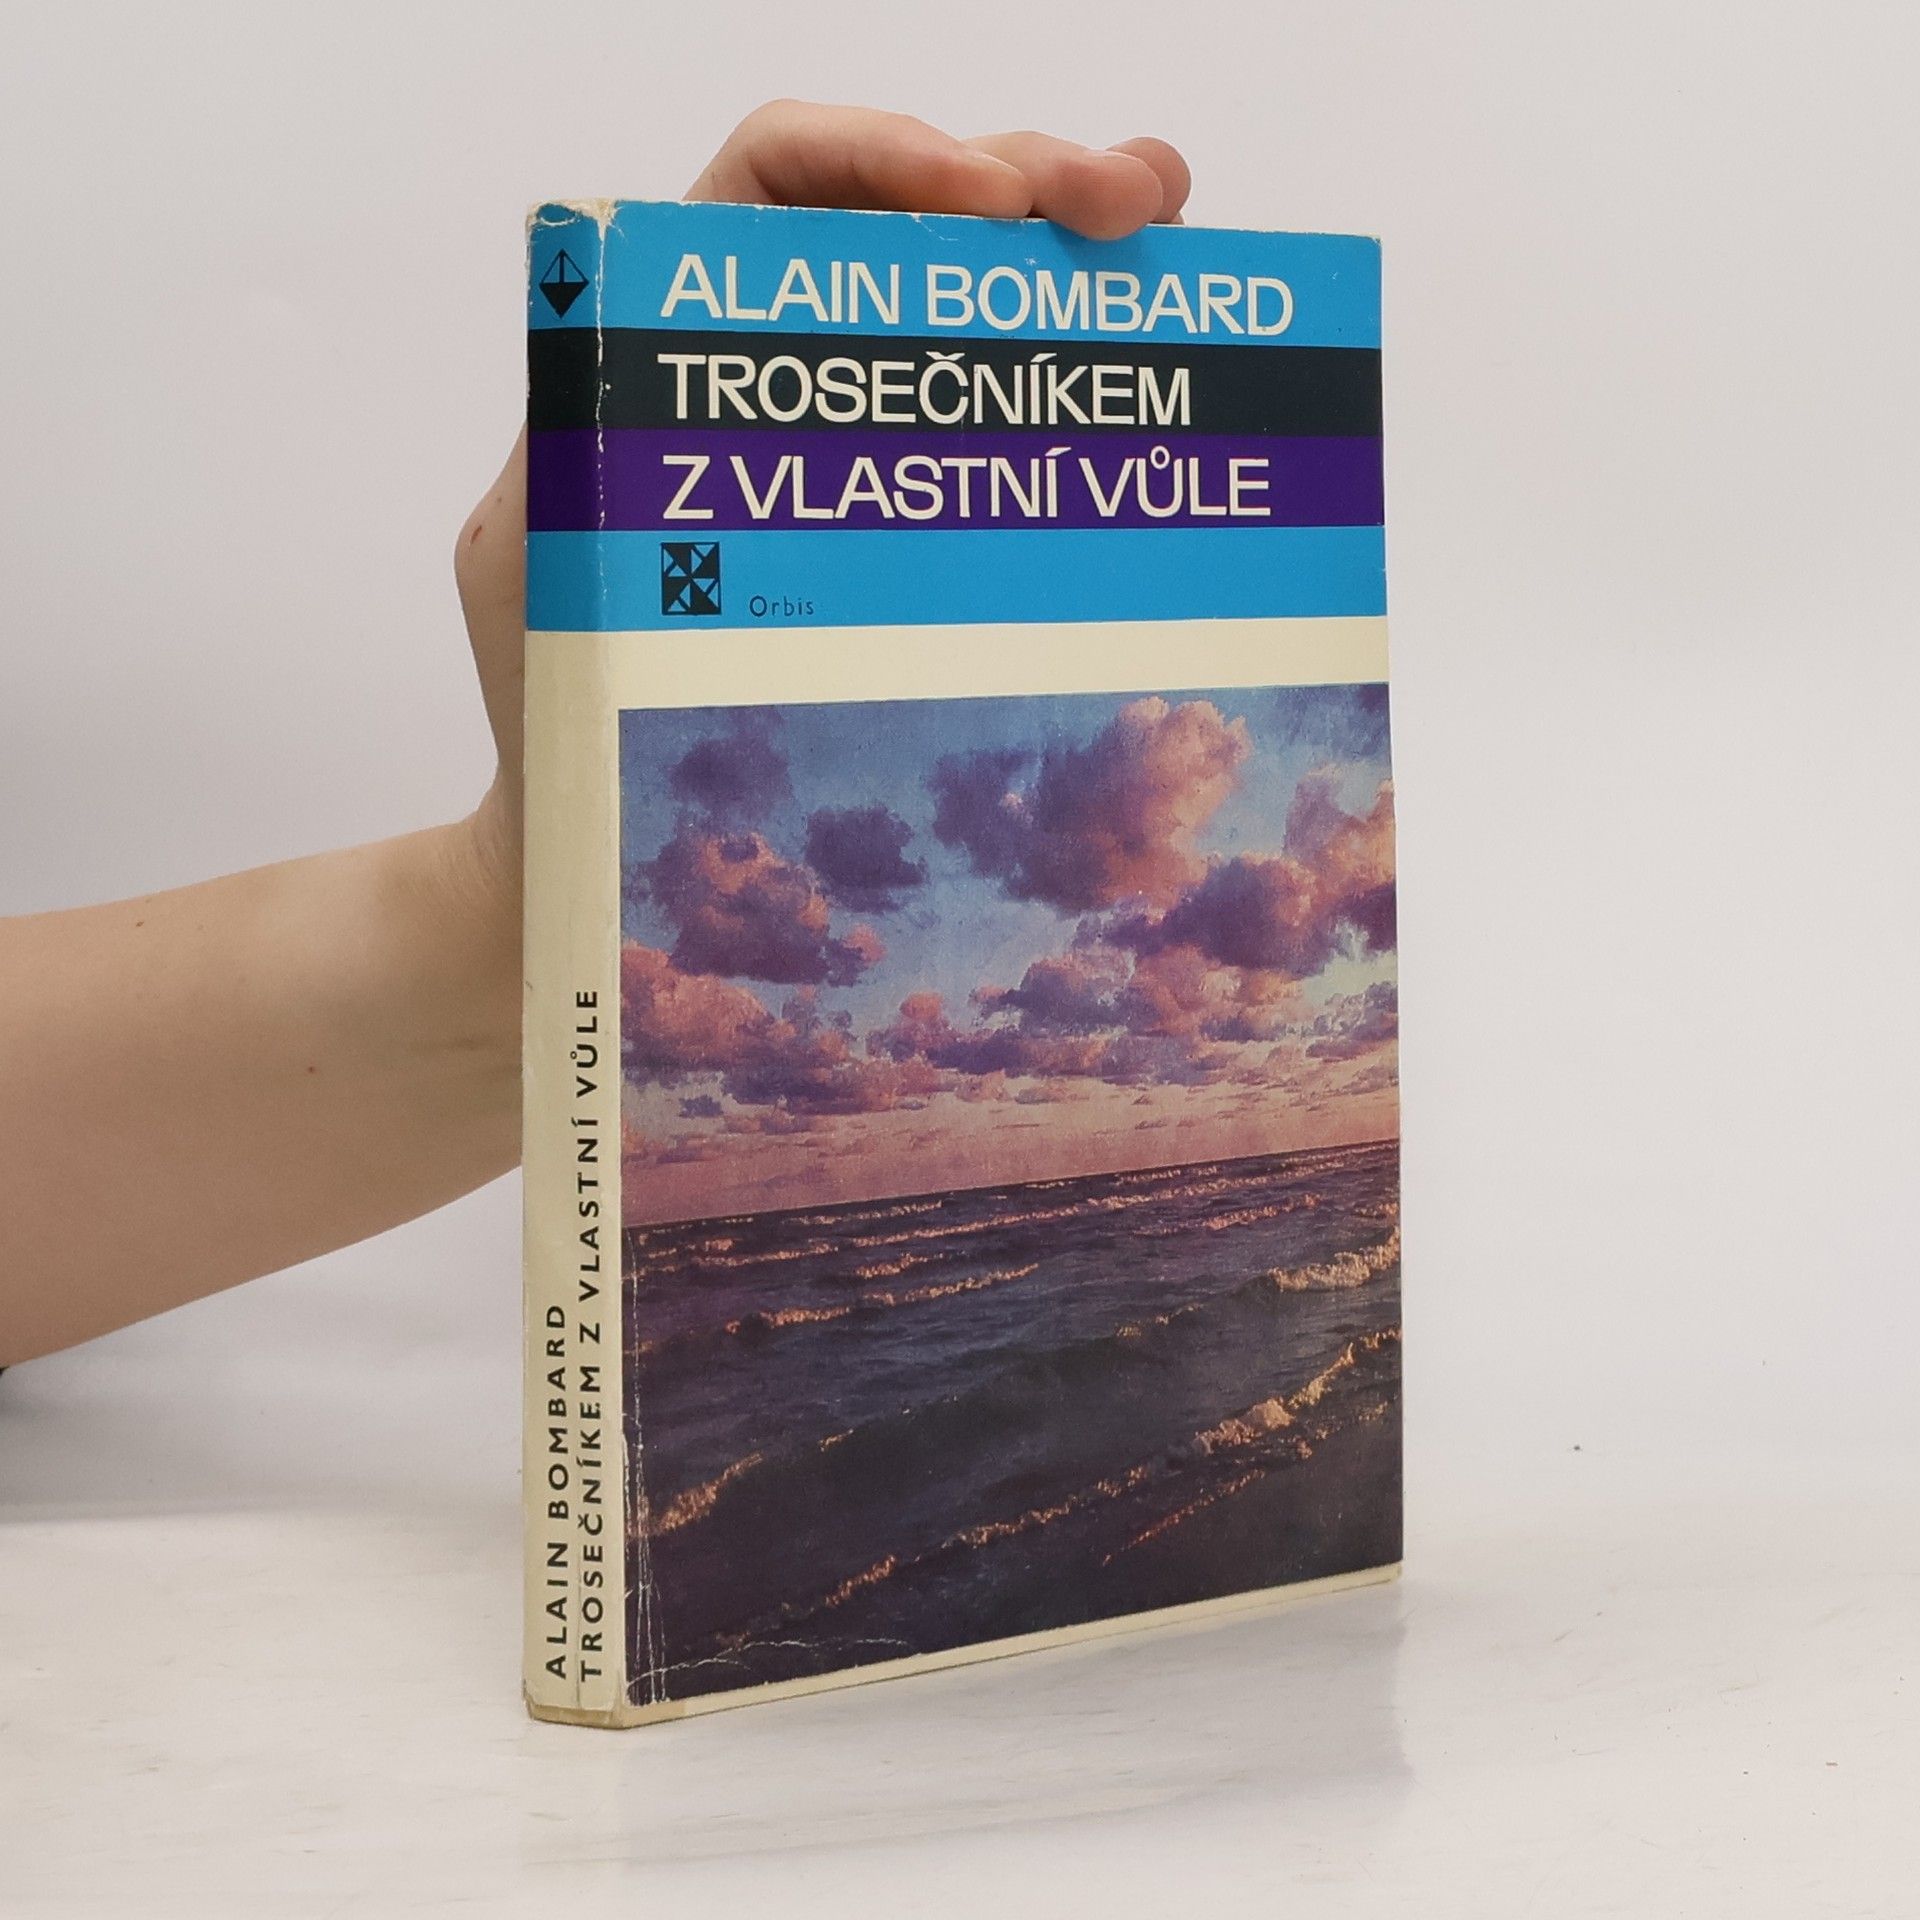 ALAIN BOMBARD
TROSEČNÍKEM
Z VLASTNÍ VŮLE
Orbis
ALAIN BOMBARD
TROSEČNÍKEM Z VLASTNÍ VŮLE